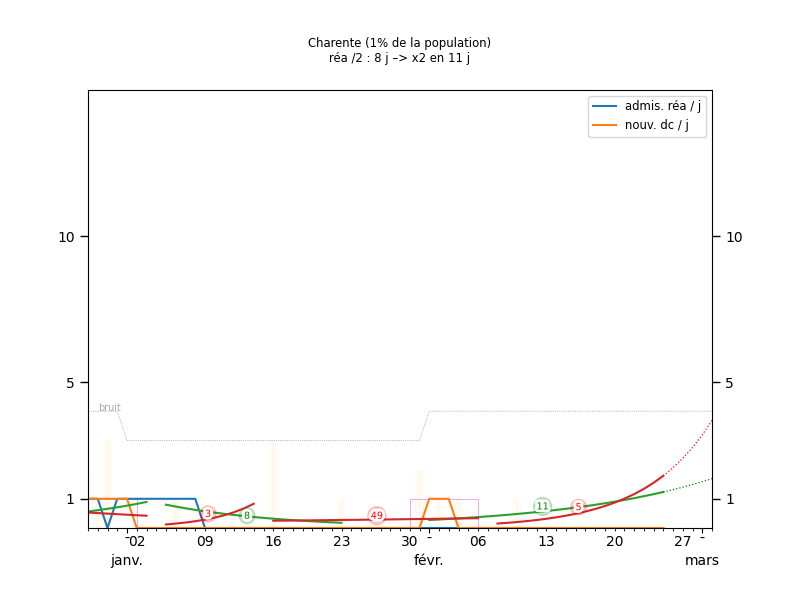 Charente (1% de la population)
réa /2 : 8 j –> x2 en 11 j
admis. réa / j
nouv. dc / j
10
10
5
5
bruit
1
1
3
8
49
11
5
02
09
16
23
30
06
13
20
27
janv.
févr.
mars